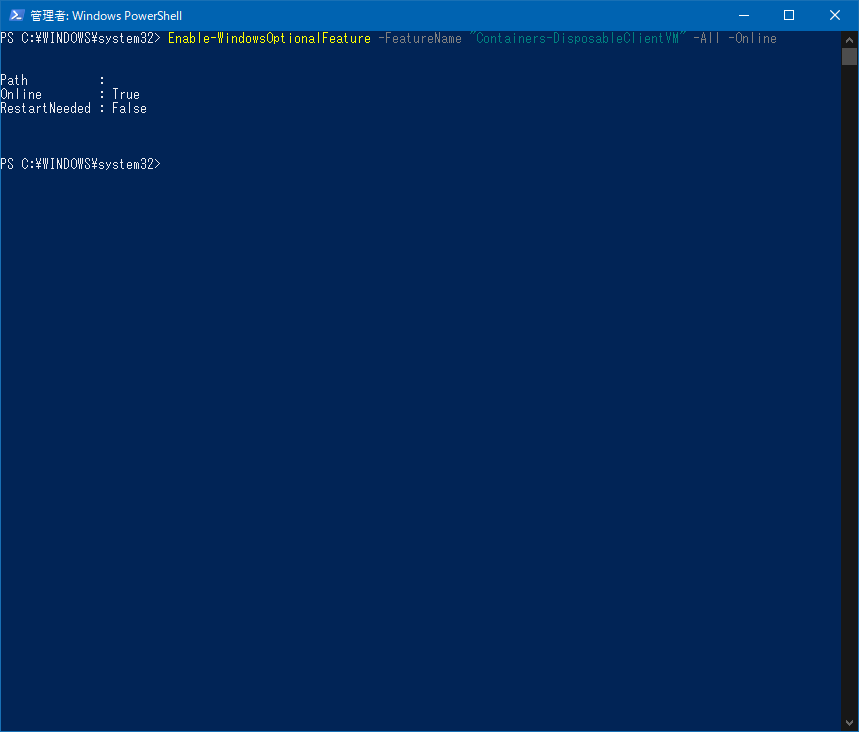 管理者: Windows PowerShell
PS C:¥WINDOWS¥system32> Enable-WindowsOptionalFeature -FeatureName "Containers-DisposableClientVM" -All -Online
Path          :
Online        : True
RestartNeeded : False
PS C:¥WINDOWS¥system32>